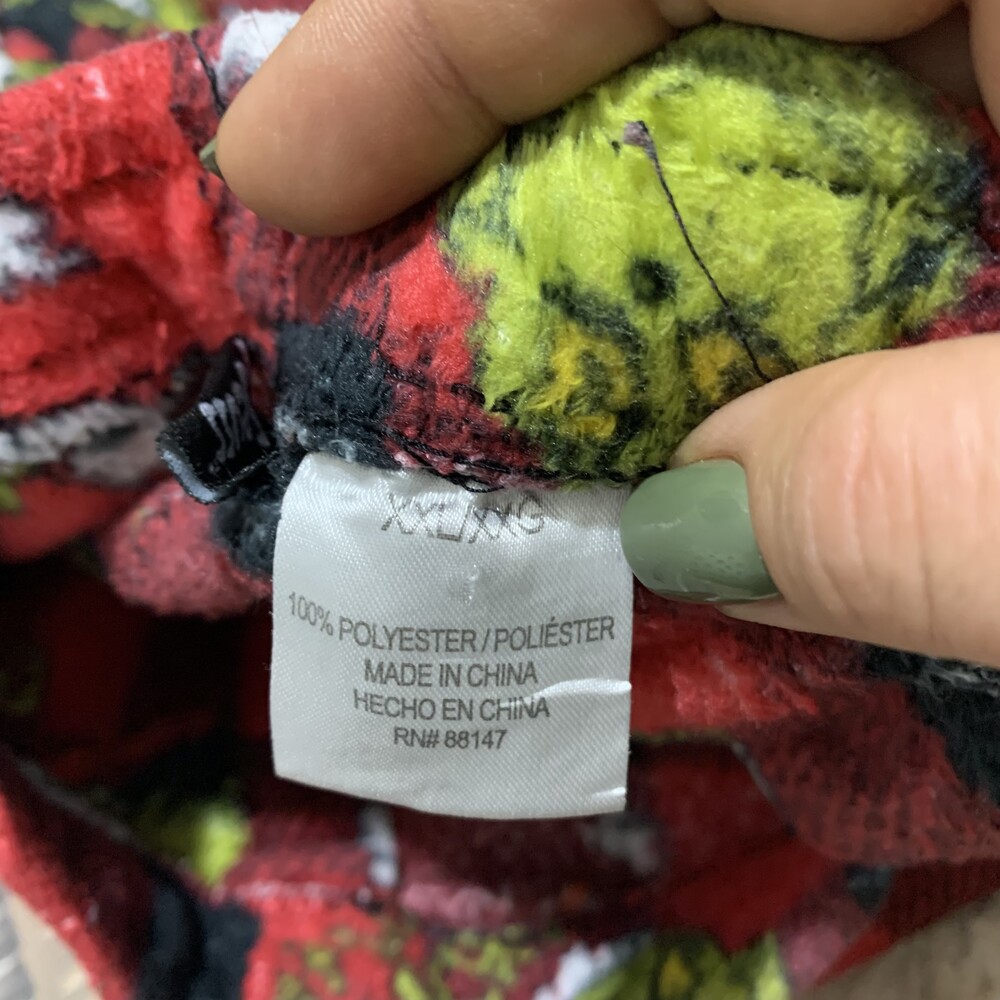 XXL/XXG
100% POLYESTER / POLIÉSTER
MADE IN CHINA
HECHO EN CHINA
RN# 88147